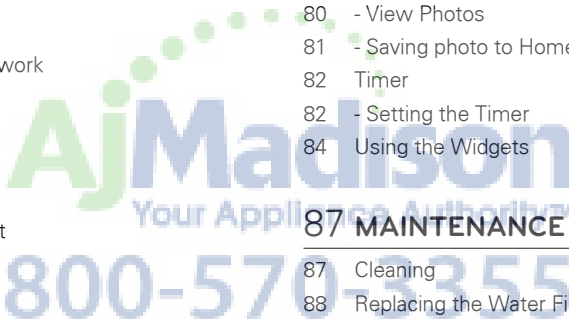 work
t
80 - View Photos
81 - Saving photo to Home
82 Timer
82 - Setting the Timer
84 Using the Widgets
87 MAINTENANCE
87 Cleaning
88 Replacing the Water Fi
AjMadison
Your Appliance Authority™
800-570-3355